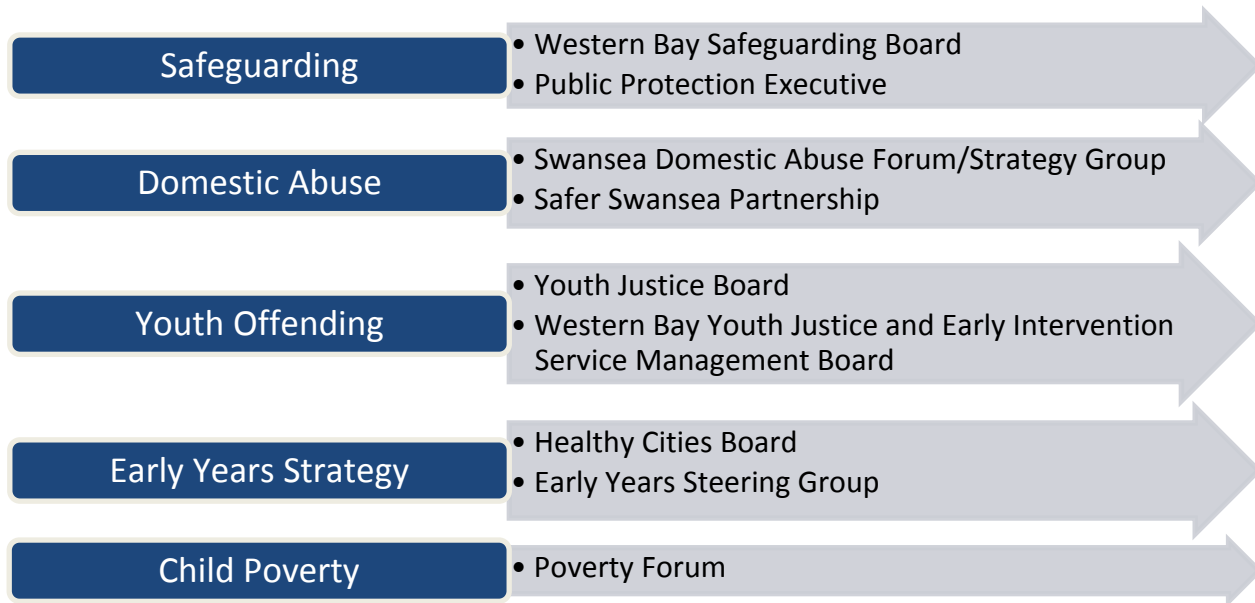 Safeguarding
• Western Bay Safeguarding Board
• Public Protection Executive
Domestic Abuse
• Swansea Domestic Abuse Forum/Strategy Group
• Safer Swansea Partnership
Youth Offending
• Youth Justice Board
• Western Bay Youth Justice and Early Intervention
Service Management Board
Early Years Strategy
• Healthy Cities Board
• Early Years Steering Group
Child Poverty
• Poverty Forum